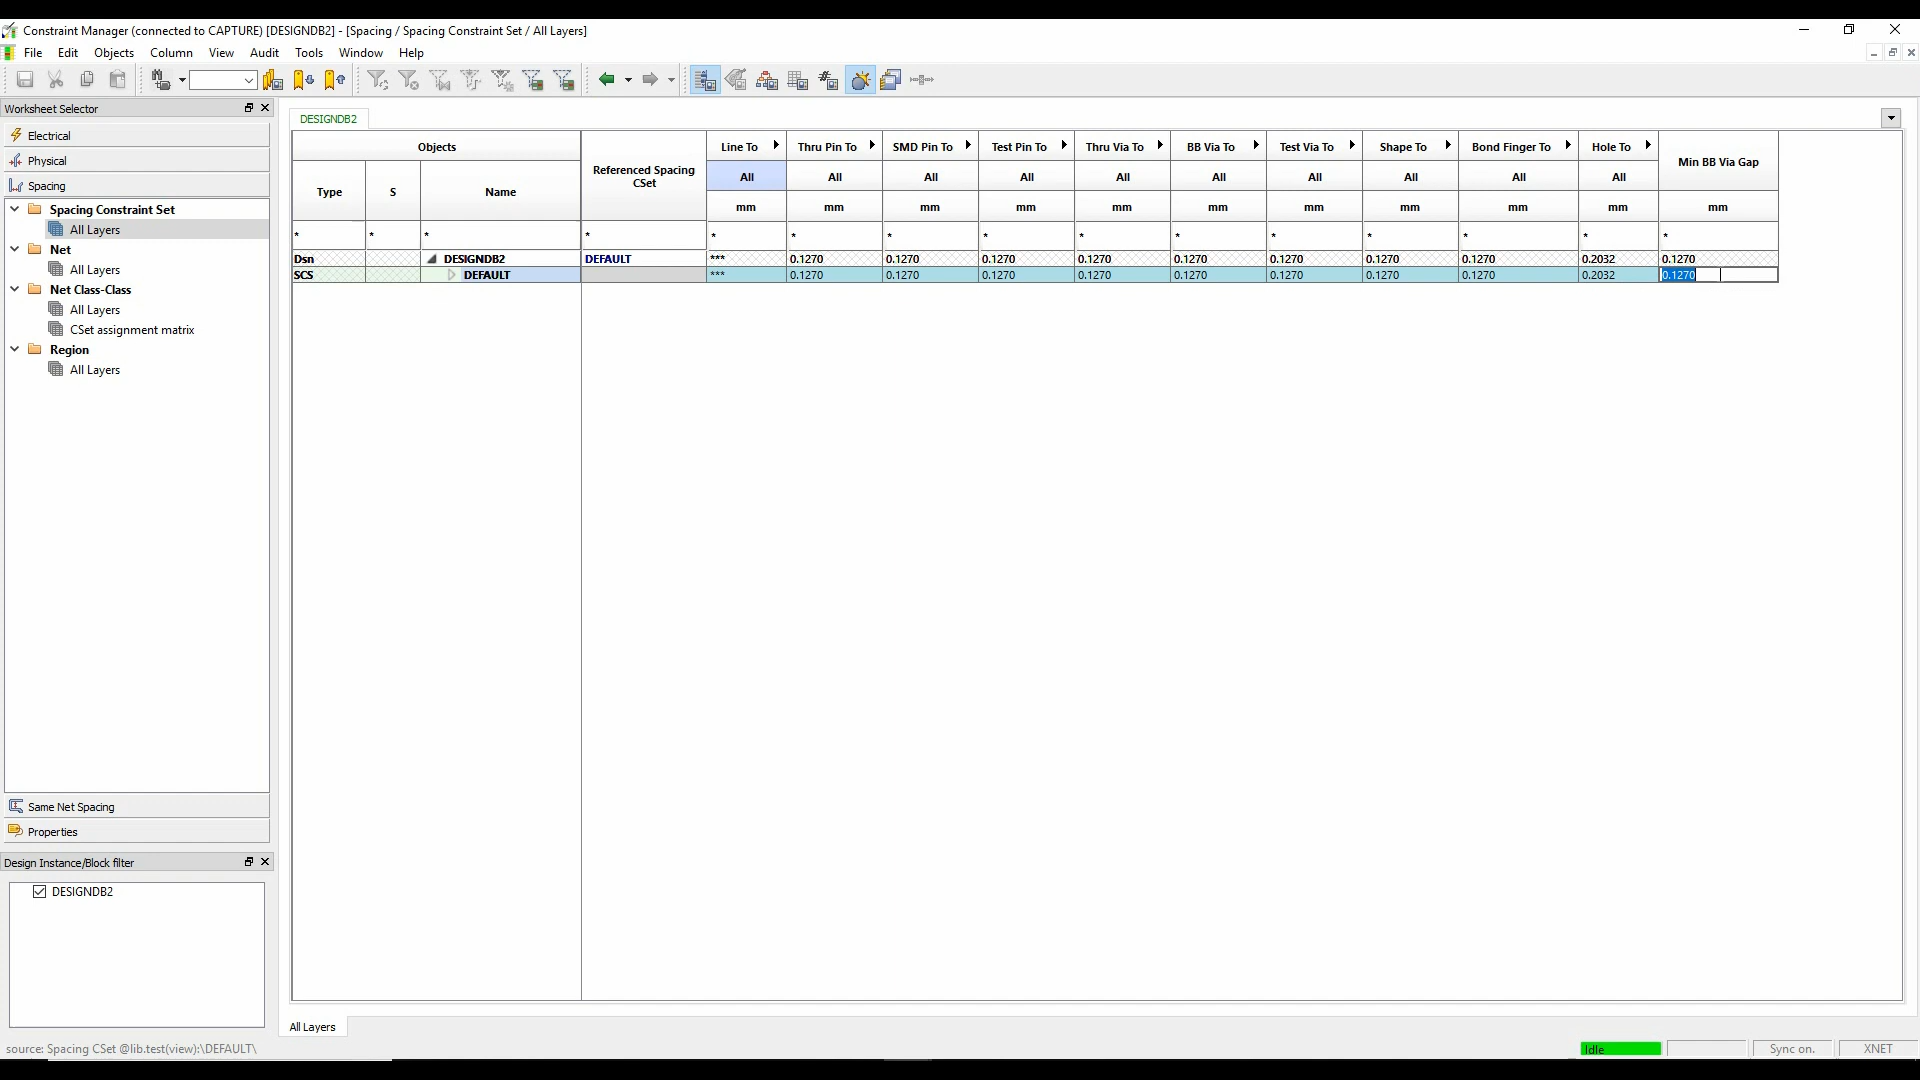 Constraint Manager (connected to CAPTURE) [DESIGNDB2] - [Spacing / Spacing Constraint Set / All Layers]
File Edit Objects Column View Audit Tools Window Help
Worksheet Selector
Electrical
Physical
Spacing
Spacing Constraint Set
All Layers
Net
All Layers
Net Class-Class
All Layers
CSet assignment matrix
Region
All Layers
Same Net Spacing
Properties
Design Instance/Block filter
DESIGNDB2
DESIGNDB2
Objects Referenced Spacing CSet Line To Thru Pin To SMD Pin To Test Pin To Thru Via To BB Via To Test Via To Shape To Bond Finger To Hole To Min BB Via Gap
Type S Name All All All All All All All All All All
mm mm mm mm mm mm mm mm mm mm mm
* * * * * * * * * * * * * * *
Dsn DESIGNDB2 DEFAULT *** 0.1270 0.1270 0.1270 0.1270 0.1270 0.1270 0.1270 0.1270 0.2032 0.1270
SCS DEFAULT *** 0.1270 0.1270 0.1270 0.1270 0.1270 0.1270 0.1270 0.1270 0.2032 0.1270
All Layers
source: Spacing CSet @lib.test(view):\DEFAULT\
Idle Sync on. XNET